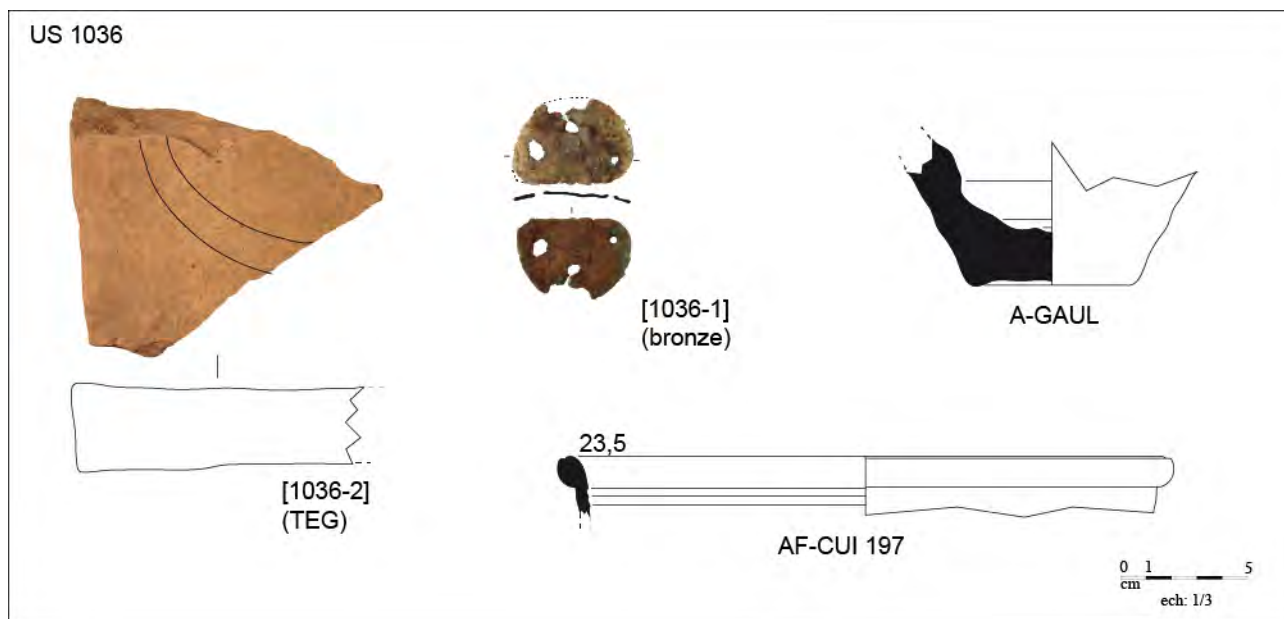 US 1036
[1036-1]
(bronze)
A-GAUL
[1036-2]
(TEG)
23,5
AF-CUI 197
0 1 5
cm
ech: 1/3